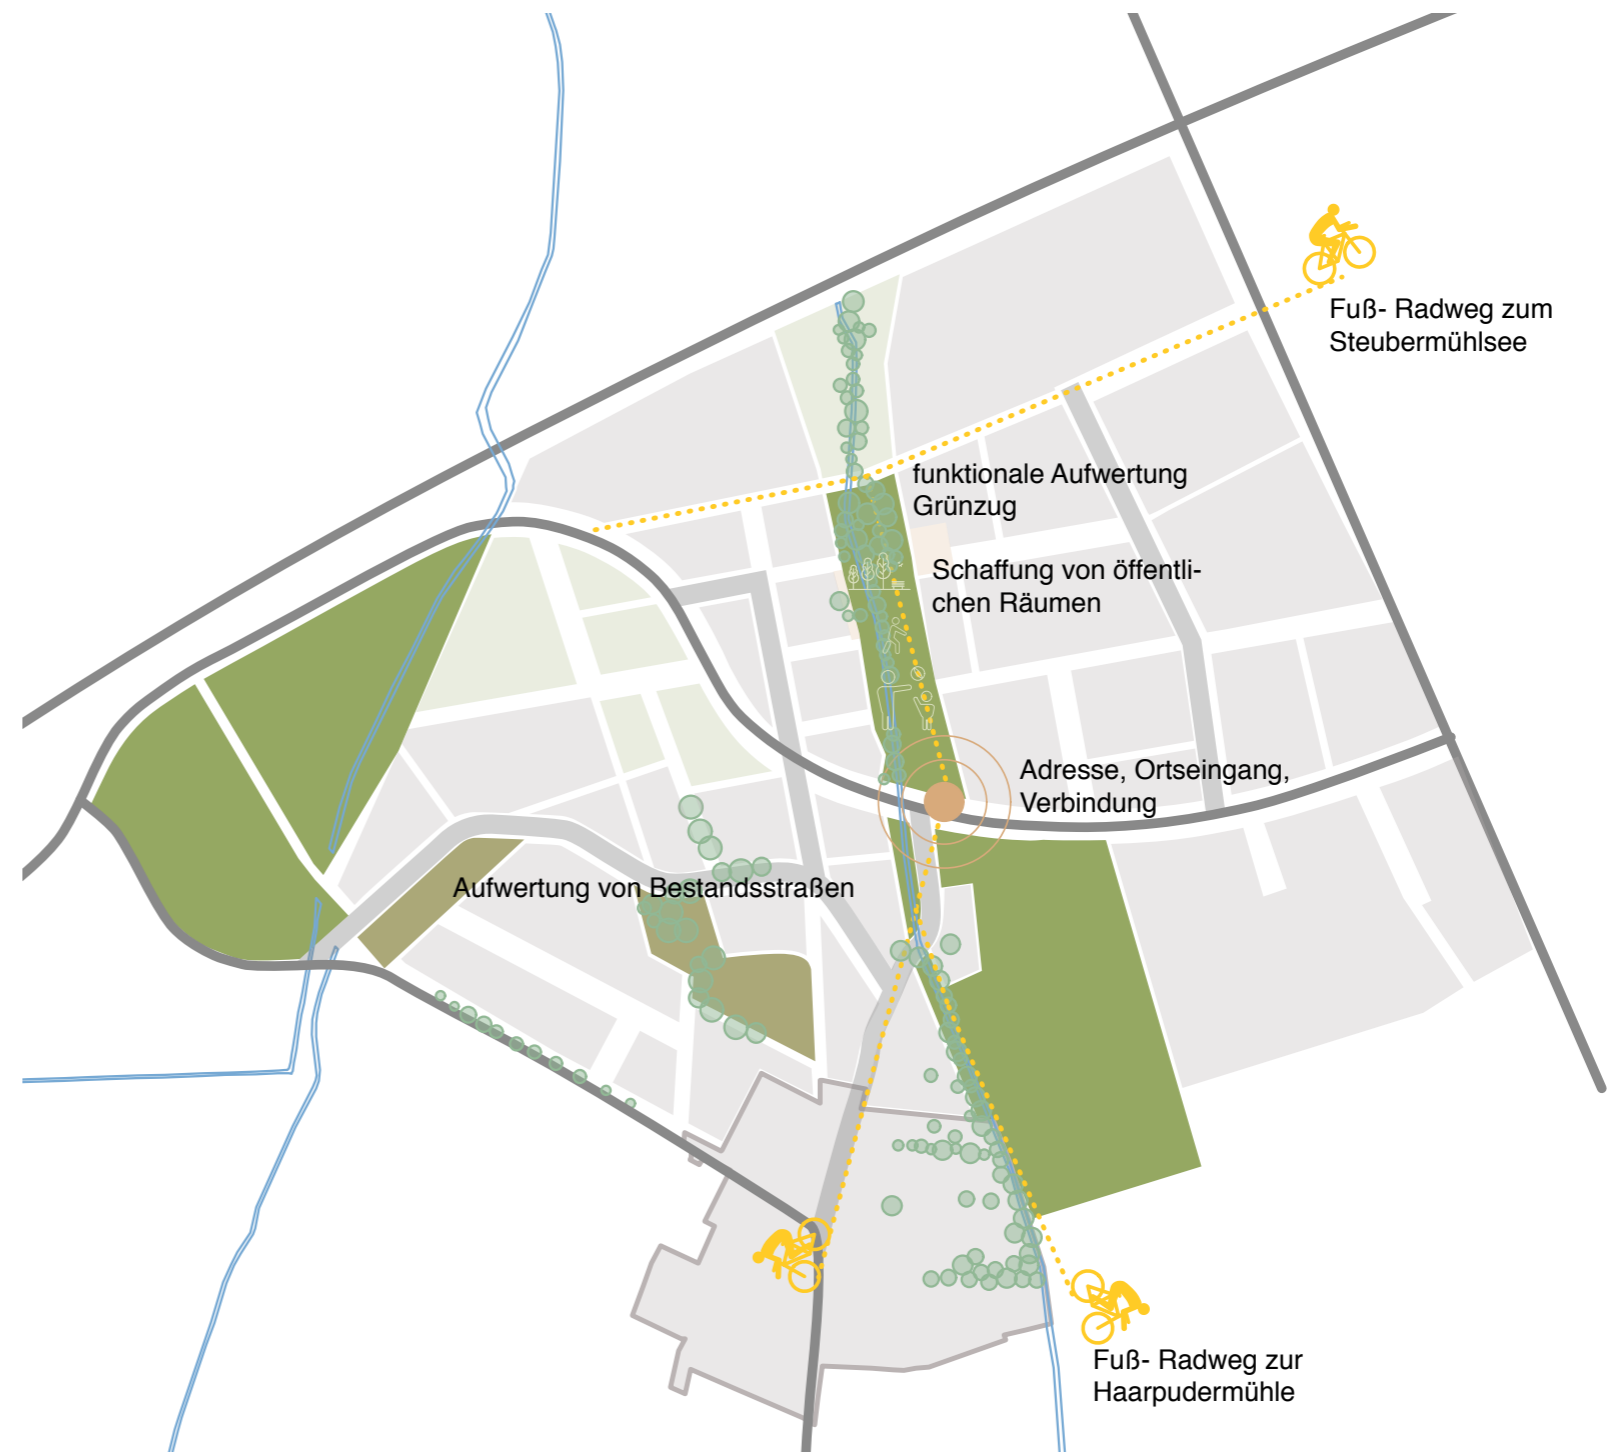 Fuß- Radweg zum
Steubermühlsee
funktionale Aufwertung
Grünzug
Schaffung von öffentli-
chen Räumen
Adresse, Ortseingang,
Verbindung
Aufwertung von Bestandsstraßen
Fuß- Radweg zur
Haarpudermühle